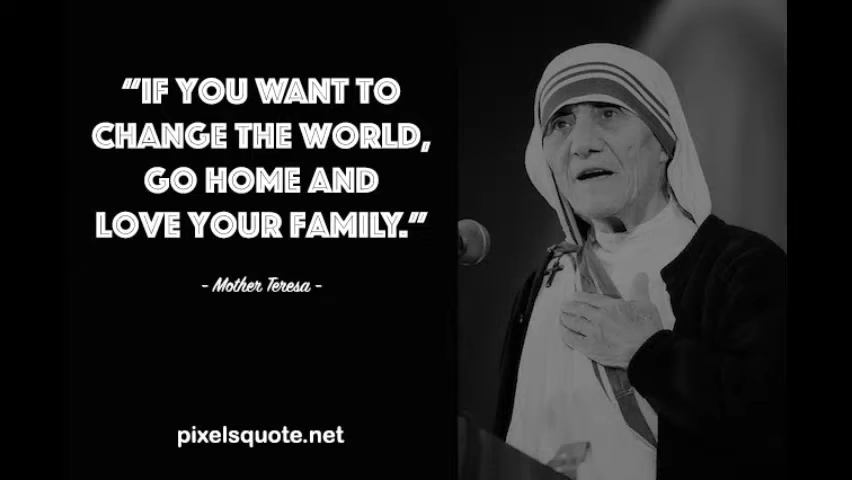 “IF YOU WANT TO
CHANGE THE WORLD,
GO HOME AND
LOVE YOUR FAMILY.”
- Mother Teresa -
pixelsquote.net